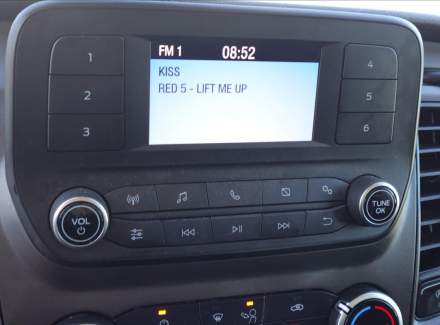 FM 1 08:52
KISS
RED 5 - LIFT ME UP
1
2
3
4
5
6
VOL
TUNE
OK